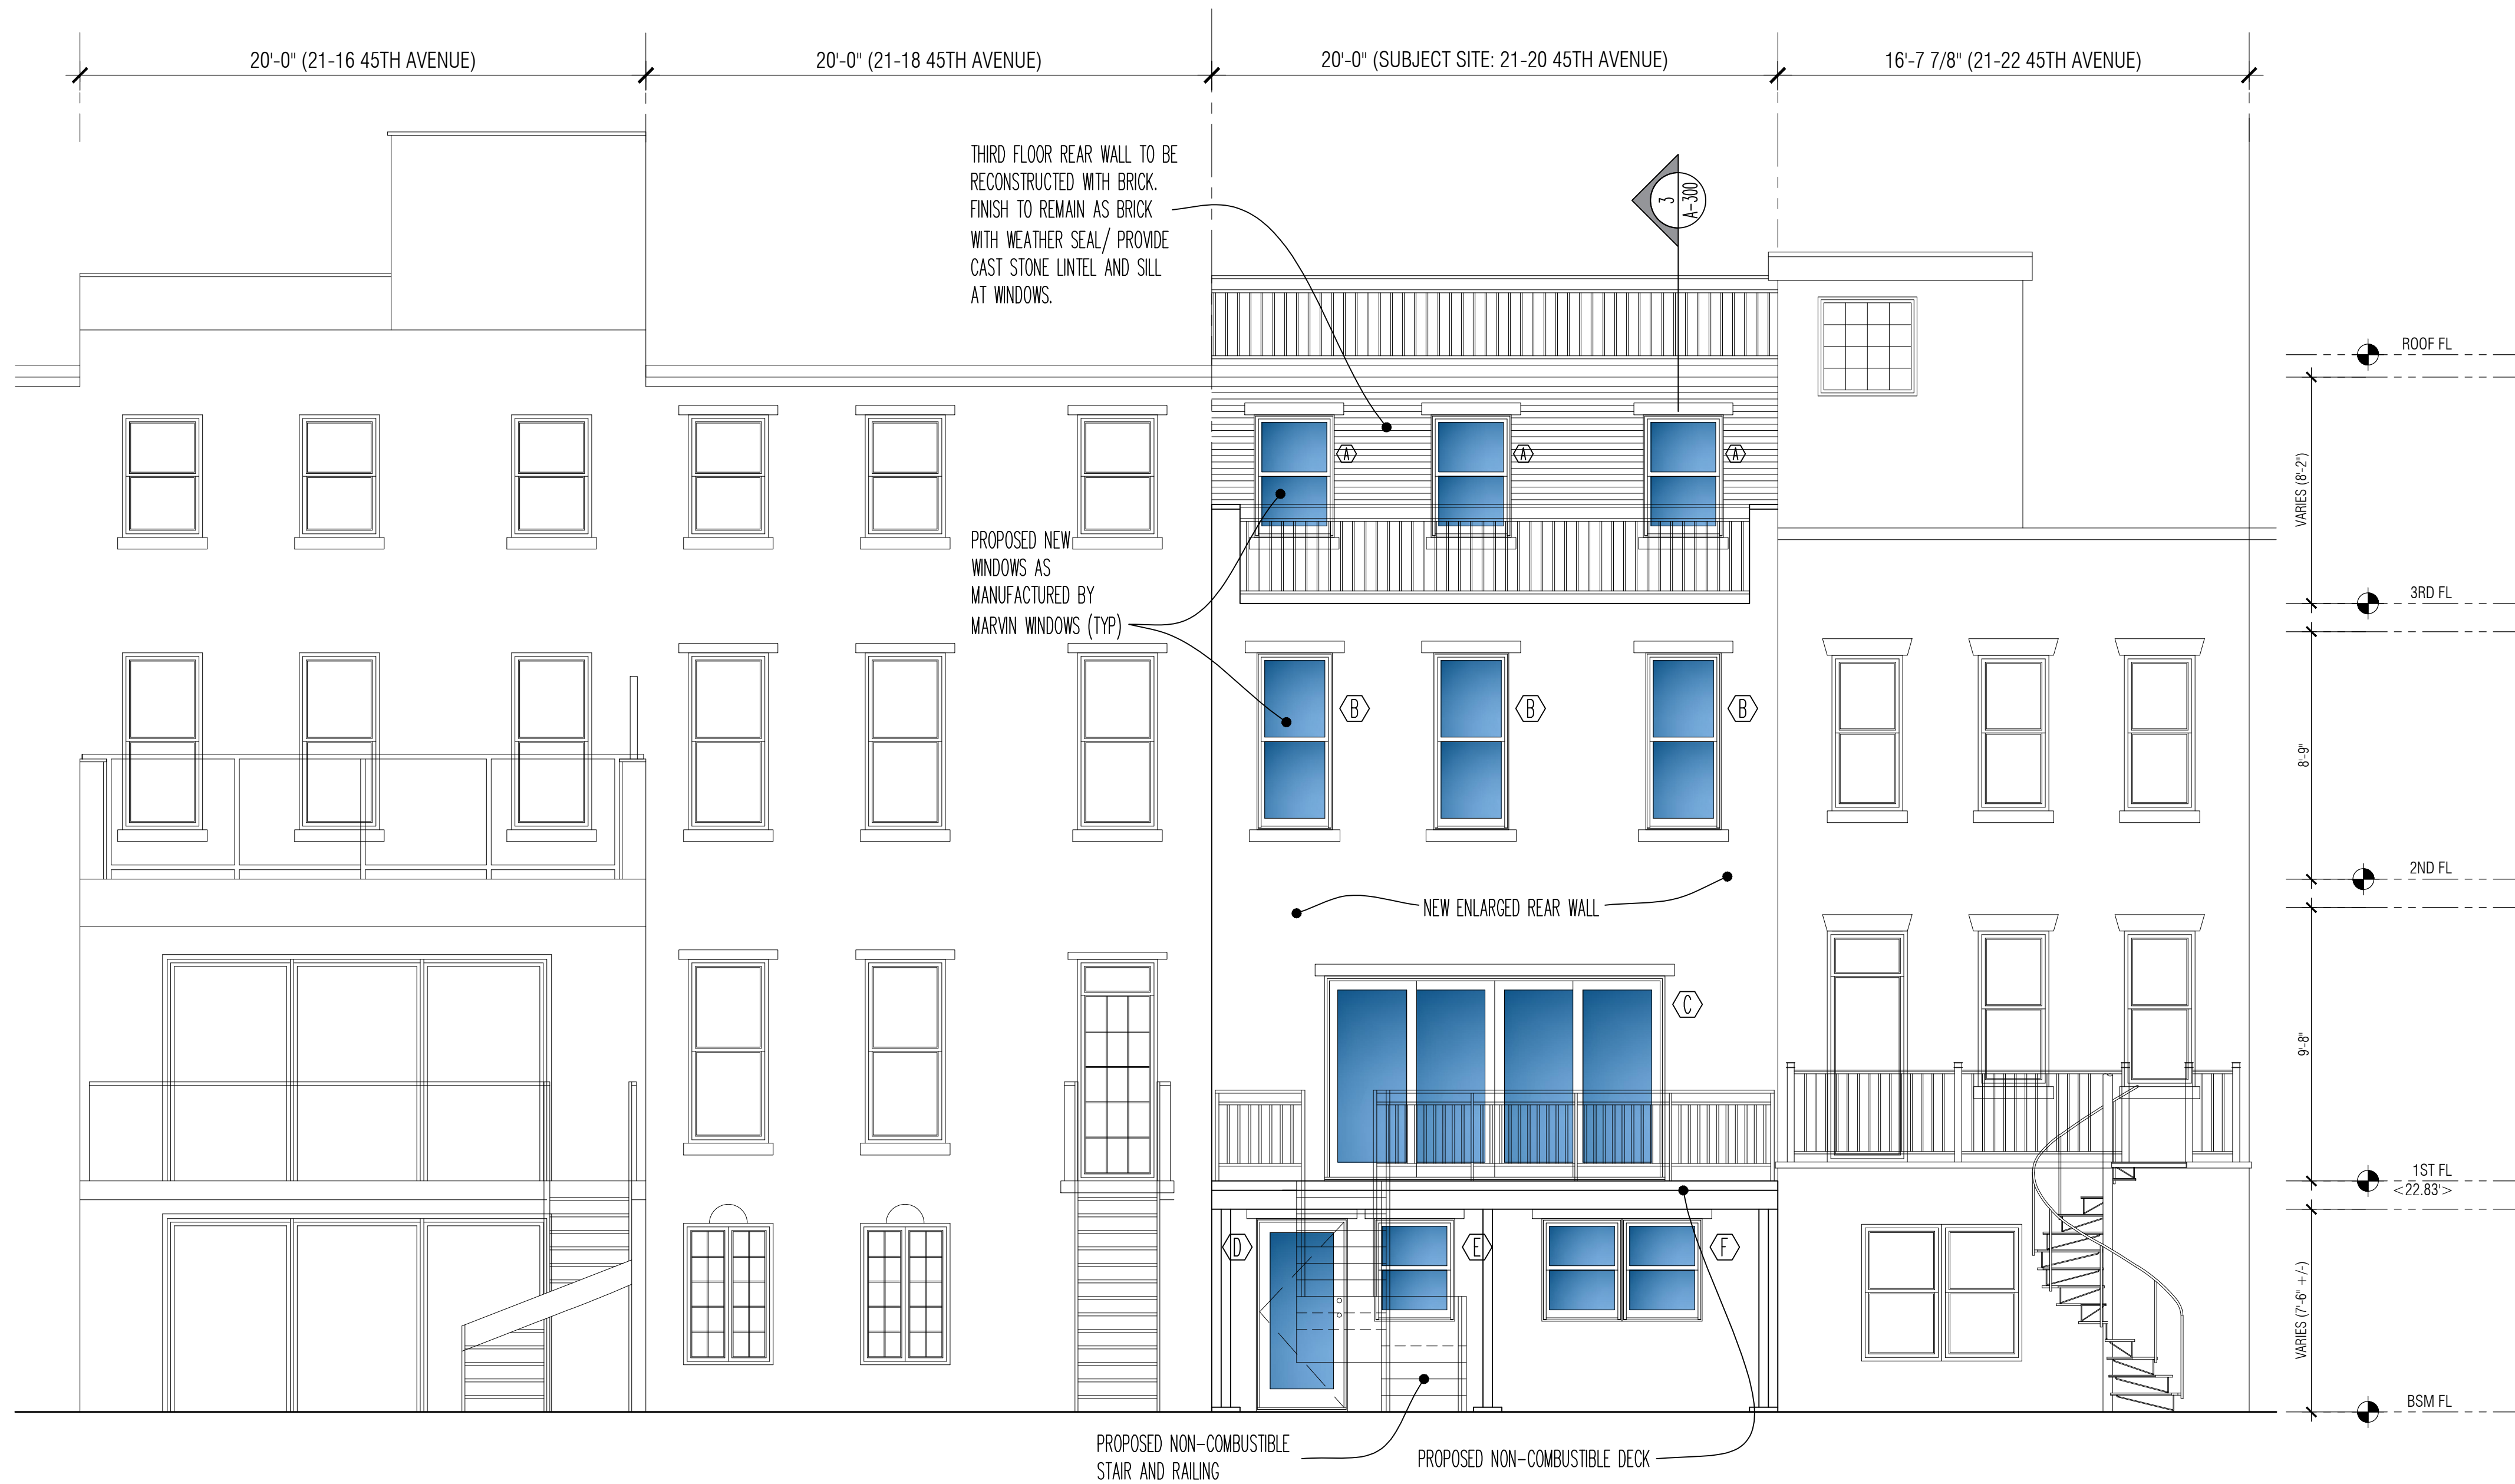 20'-0" (21-16 45TH AVENUE)
20'-0" (21-18 45TH AVENUE)
20'-0" (SUBJECT SITE: 21-20 45TH AVENUE)
16'-7 7/8" (21-22 45TH AVENUE)
THIRD FLOOR REAR WALL TO BE
RECONSTRUCTED WITH BRICK.
FINISH TO REMAIN AS BRICK
WITH WEATHER SEAL/ PROVIDE
CAST STONE LINTEL AND SILL
AT WINDOWS.
3
A-300
ROOF FL
A
A
A
VARIES (8'-2")
PROPOSED NEW
WINDOWS AS
MANUFACTURED BY
MARVIN WINDOWS (TYP)
3RD FL
B
B
B
8'-9"
2ND FL
NEW ENLARGED REAR WALL
C
9'-8"
1ST FL
<22.83'>
D
E
F
VARIES (7'-6" +/-)
BSM FL
PROPOSED NON-COMBUSTIBLE
STAIR AND RAILING
PROPOSED NON-COMBUSTIBLE DECK